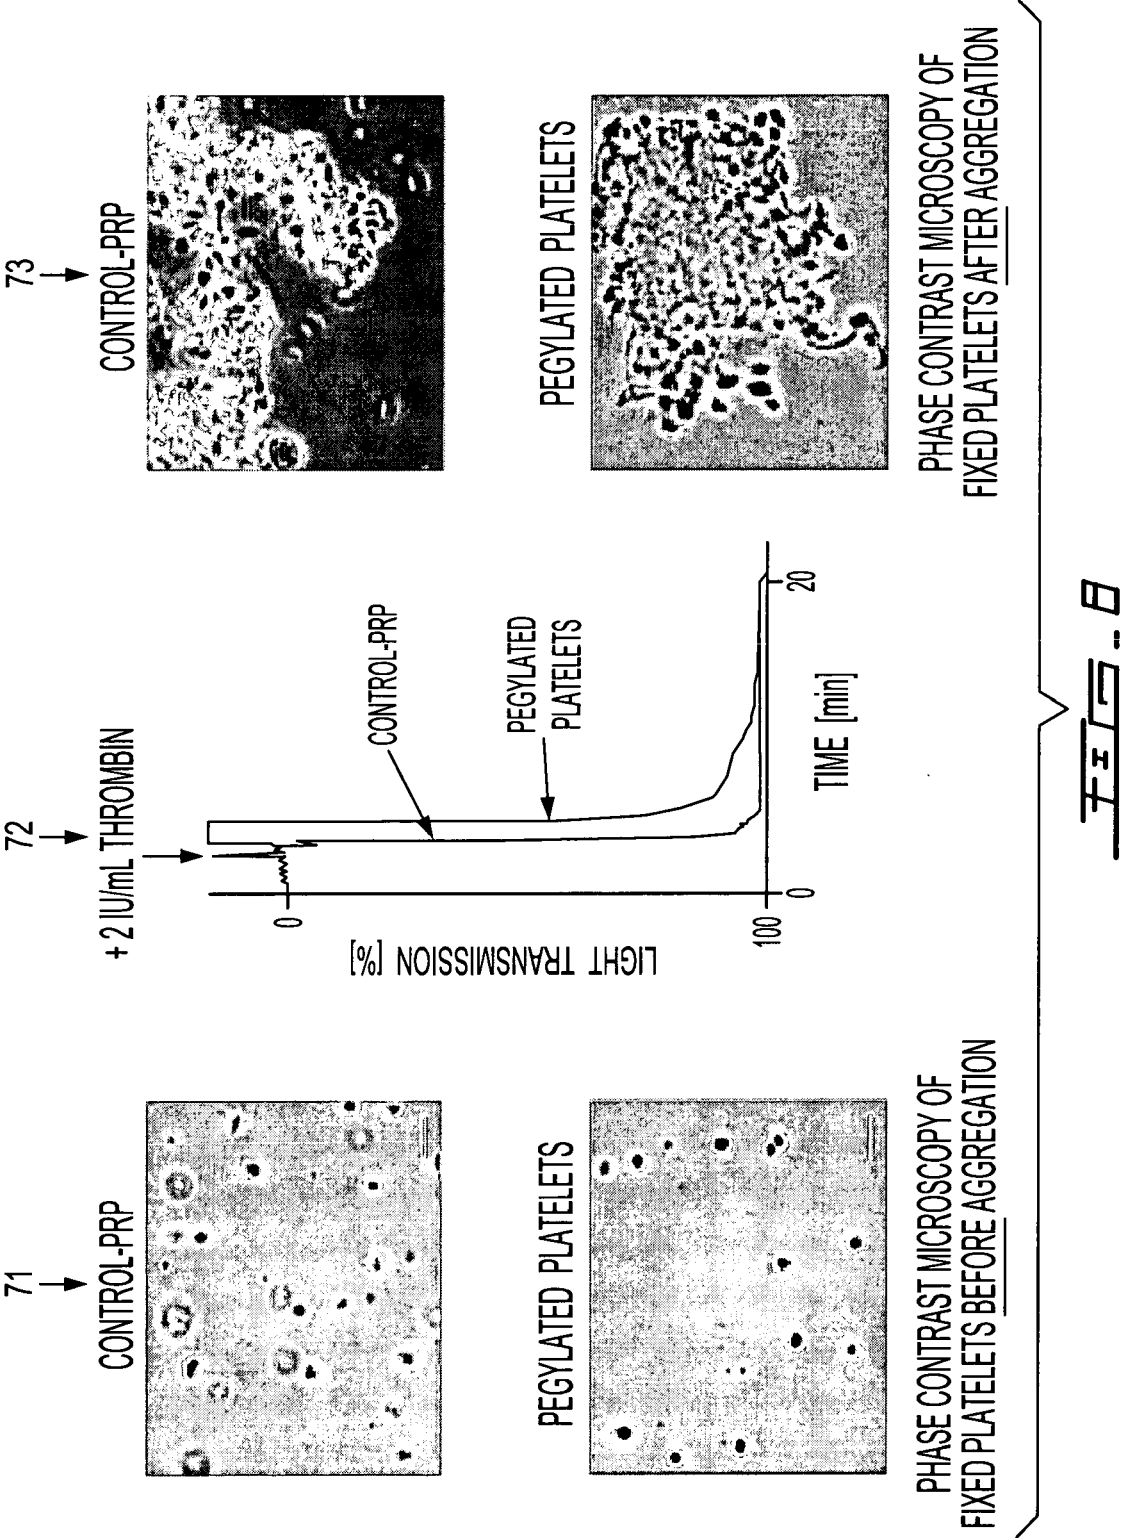 71
CONTROL-PRP
PEGYLATED PLATELETS
PHASE CONTRAST MICROSCOPY OF
FIXED PLATELETS BEFORE AGGREGATION
72
+ 2 IU/mL THROMBIN
0
LIGHT TRANSMISSION [%]
100
CONTROL-PRP
PEGYLATED
PLATELETS
0
20
TIME [min]
73
CONTROL-PRP
PEGYLATED PLATELETS
PHASE CONTRAST MICROSCOPY OF
FIXED PLATELETS AFTER AGGREGATION
FIG. 8